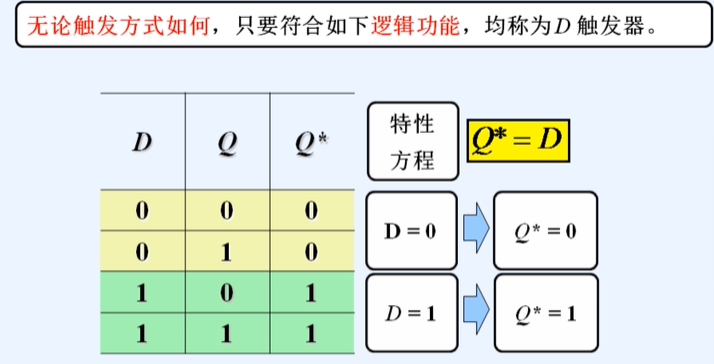 无论触发方式如何，只要符合如下逻辑功能，均称为D 触发器。
D Q Q*
0 0 0
0 1 0
1 0 1
1 1 1
特性
方程
Q* = D
D = 0
Q* = 0
D = 1
Q* = 1